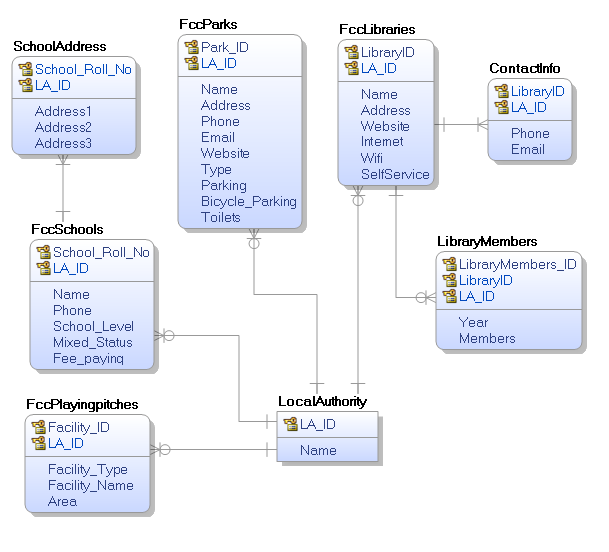 SchoolAddress
School_Roll_No
LA_ID
Address1
Address2
Address3
FccParks
Park_ID
LA_ID
Name
Address
Phone
Email
Website
Type
Parking
Bicycle_Parking
Toilets
FccLibraries
LibraryID
LA_ID
Name
Address
Website
Internet
Wifi
SelfService
ContactInfo
LibraryID
LA_ID
Phone
Email
FccSchools
School_Roll_No
LA_ID
Name
Phone
School_Level
Mixed_Status
Fee_paying
LibraryMembers
LibraryMembers_ID
LibraryID
LA_ID
Year
Members
FccPlayingpitches
Facility_ID
LA_ID
Facility_Type
Facility_Name
Area
LocalAuthority
LA_ID
Name